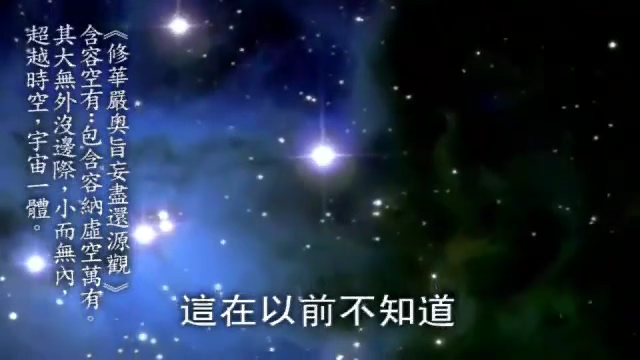 《修華嚴奧旨妄盡還源觀》
含容空有…包含容納虛空萬有。
其大無外沒邊際，小而無內，
超越時空，宇宙一體。
這在以前不知道